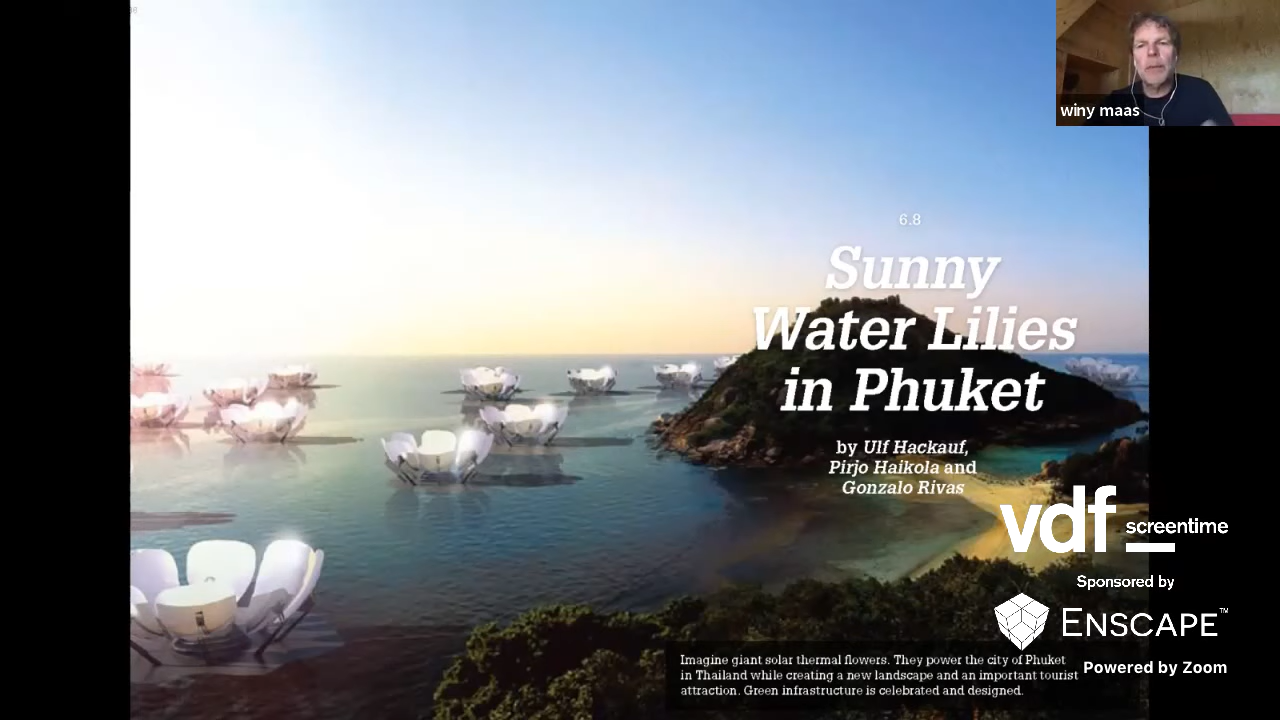 winy maas
6.8
Sunny
Water Lilies
in Phuket
by Ulf Hackauf,
Pirjo Haikola and
Gonzalo Rivas
vdf screentime
Sponsored by
ENSCAPE™
Powered by Zoom
Imagine giant solar thermal flowers. They power the city of Phuket
in Thailand while creating a new landscape and an important tourist
attraction. Green infrastructure is celebrated and designed.